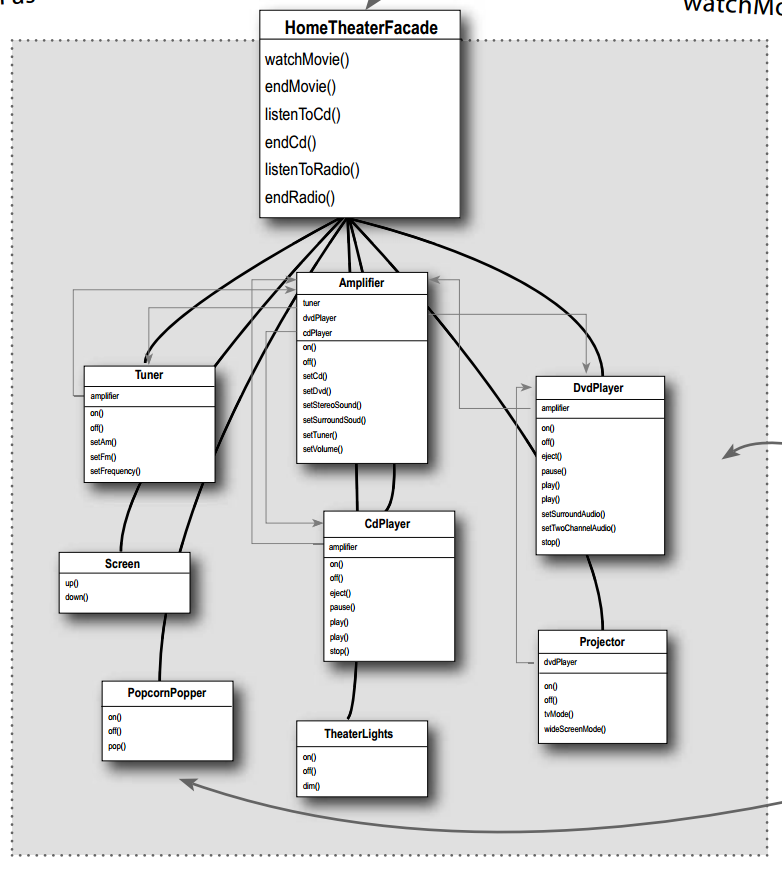 watchMo
HomeTheaterFacade
watchMovie()
endMovie()
listenToCd()
endCd()
listenToRadio()
endRadio()
Amplifier
tuner
dvdPlayer
cdPlayer
on()
off()
setCd()
setDvd()
setStereoSound()
setSurroundSoud()
setTuner()
setVolume()
Tuner
amplifier
on()
off()
setAm()
setFm()
setFrequency()
DvdPlayer
amplifier
on()
off()
eject()
pause()
play()
play()
setSurroundAudio()
setTwoChannelAudio()
stop()
CdPlayer
amplifier
on()
off()
eject()
pause()
play()
play()
stop()
Screen
up()
down()
Projector
dvdPlayer
on()
off()
tvMode()
wideScreenMode()
PopcornPopper
on()
off()
pop()
TheaterLights
on()
off()
dim()